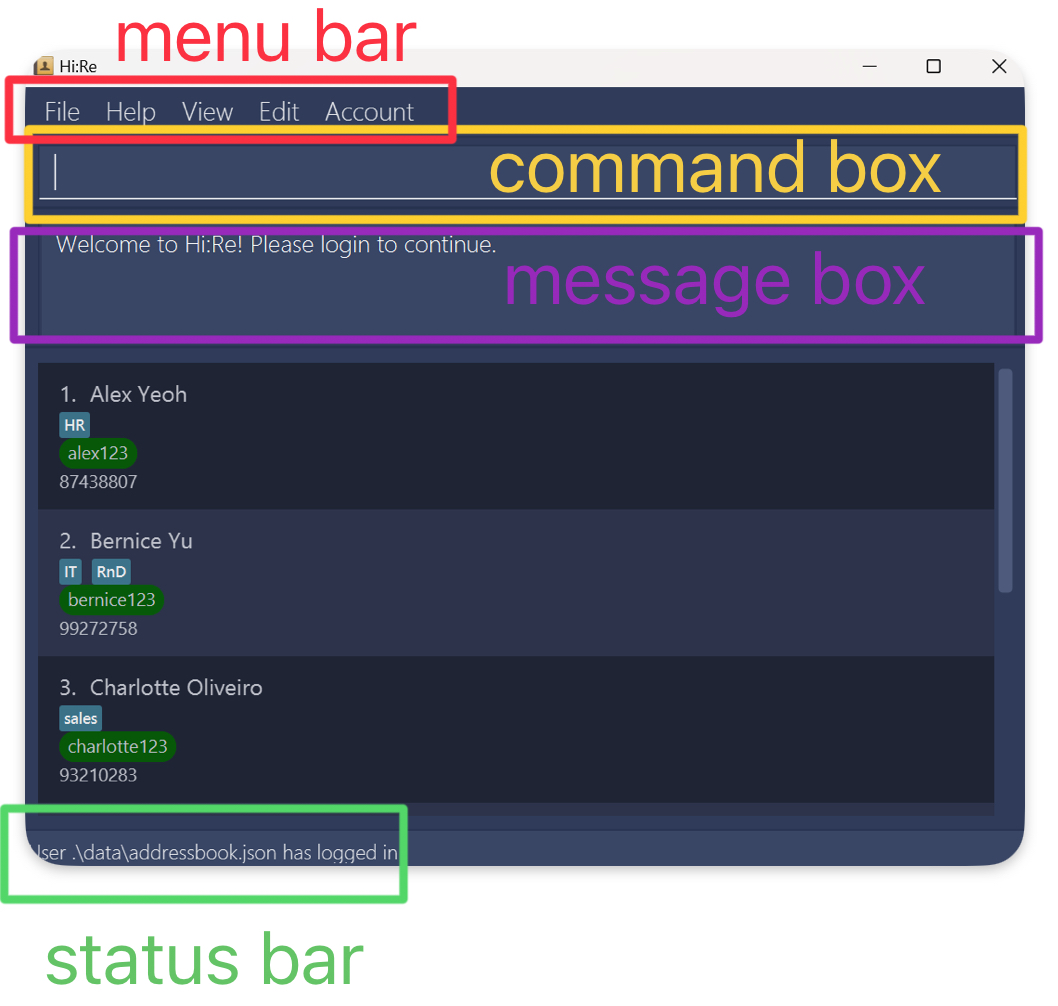 menu bar
Hi:Re
File Help View Edit Account
command box
Welcome to Hi:Re! Please login to continue.
message box
1. Alex Yeoh
HR
alex123
87438807
2. Bernice Yu
IT RnD
bernice123
99272758
3. Charlotte Oliveiro
sales
charlotte123
93210283
User .\data\addressbook.json has logged in
status bar